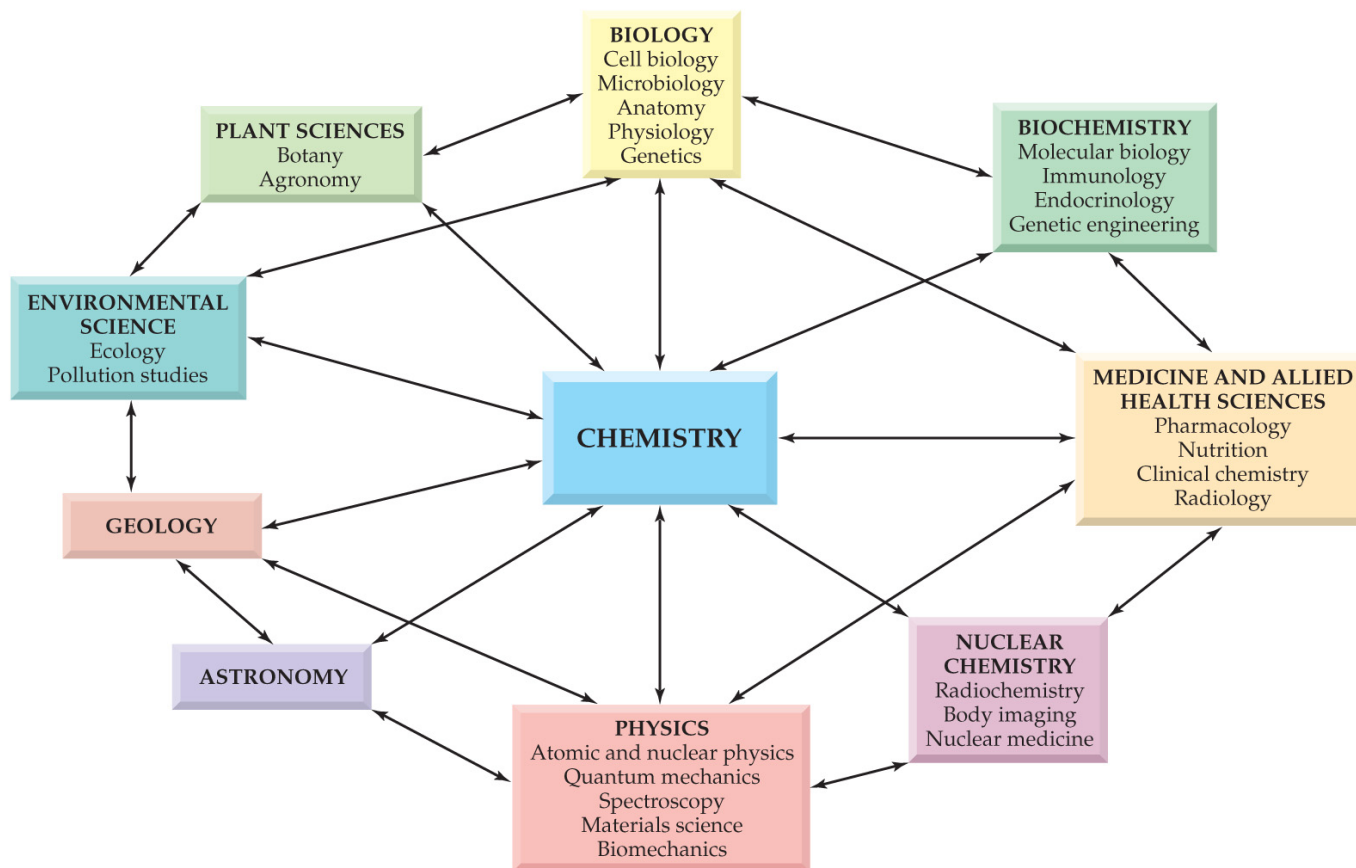 BIOLOGY
Cell biology
Microbiology
Anatomy
Physiology
Genetics
PLANT SCIENCES
Botany
Agronomy
BIOCHEMISTRY
Molecular biology
Immunology
Endocrinology
Genetic engineering
ENVIRONMENTAL
SCIENCE
Ecology
Pollution studies
CHEMISTRY
MEDICINE AND ALLIED
HEALTH SCIENCES
Pharmacology
Nutrition
Clinical chemistry
Radiology
GEOLOGY
ASTRONOMY
NUCLEAR
CHEMISTRY
Radiochemistry
Body imaging
Nuclear medicine
PHYSICS
Atomic and nuclear physics
Quantum mechanics
Spectroscopy
Materials science
Biomechanics